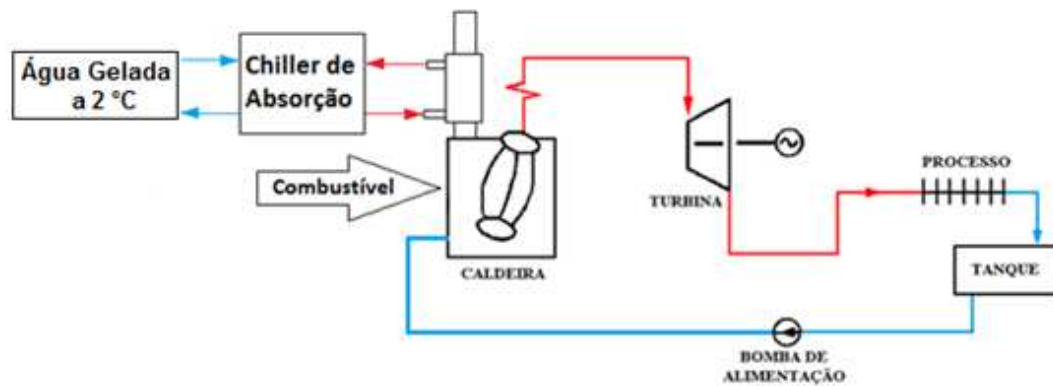 Água Gelada
a 2 °C
Chiller de
Absorção
Combustível
CALDEIRA
TURBINA
PROCESSO
TANQUE
BOMBA DE
ALIMENTAÇÃO